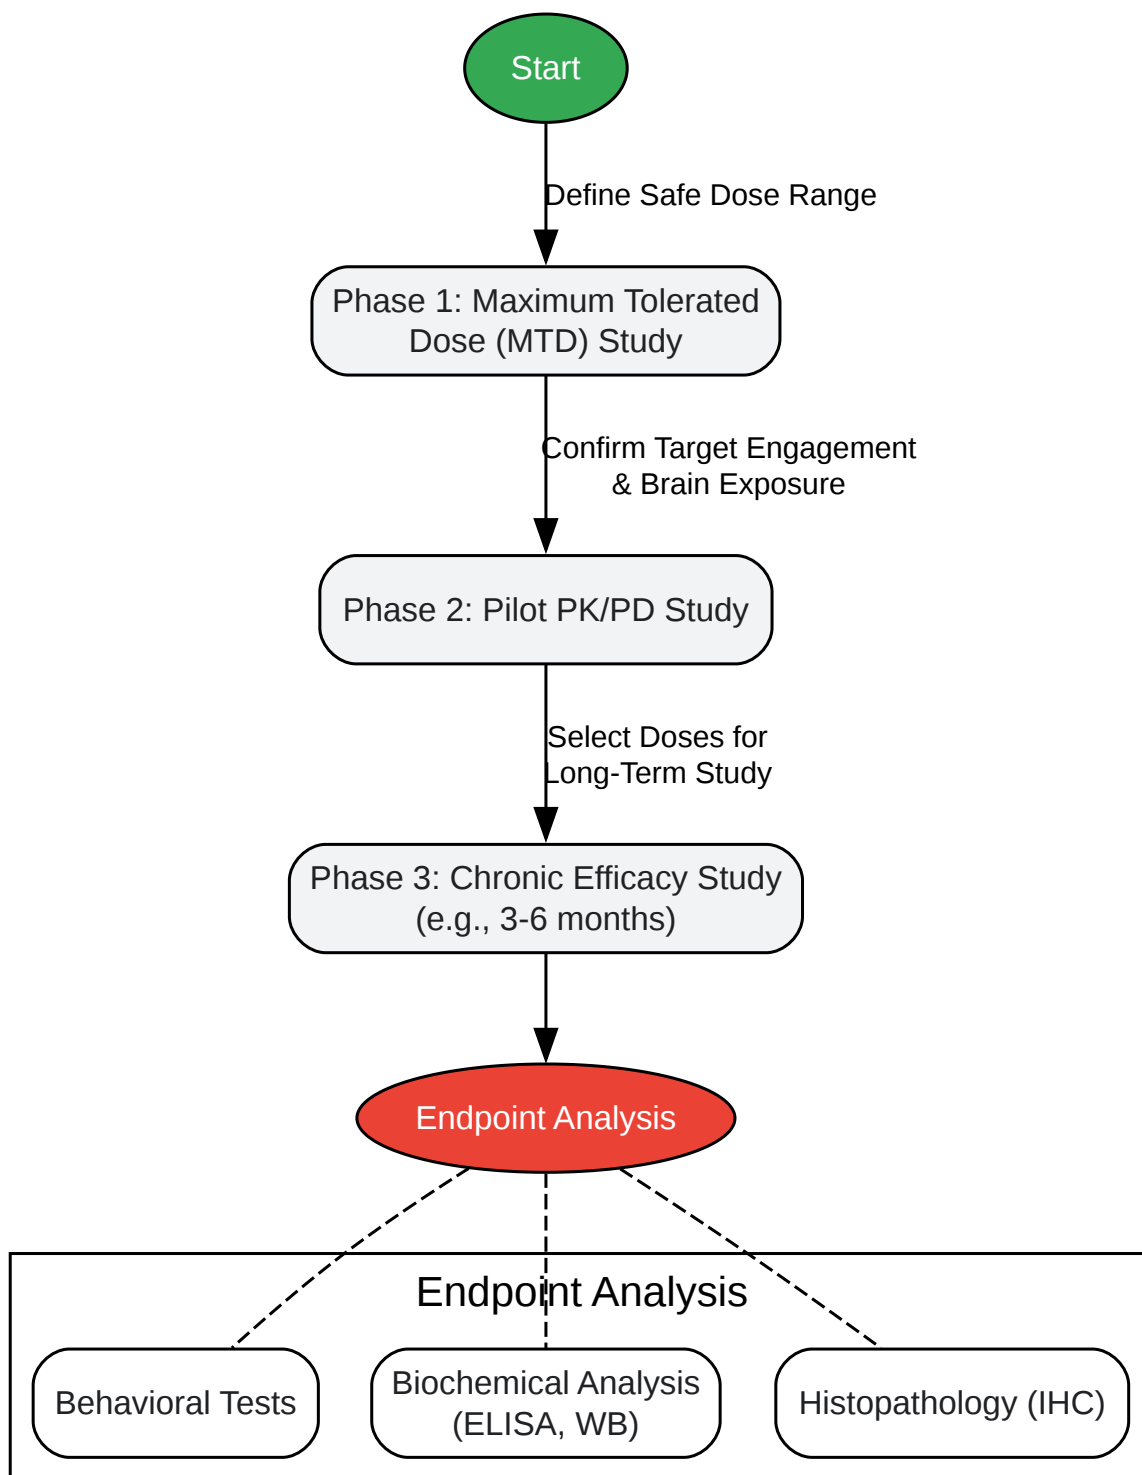 Start
Define Safe Dose Range
Phase 1: Maximum Tolerated
Dose (MTD) Study
Confirm Target Engagement
& Brain Exposure
Phase 2: Pilot PK/PD Study
Select Doses for
Long-Term Study
Phase 3: Chronic Efficacy Study
(e.g., 3-6 months)
Endpoint Analysis
Endpoint Analysis
Behavioral Tests
Biochemical Analysis
(ELISA, WB)
Histopathology (IHC)